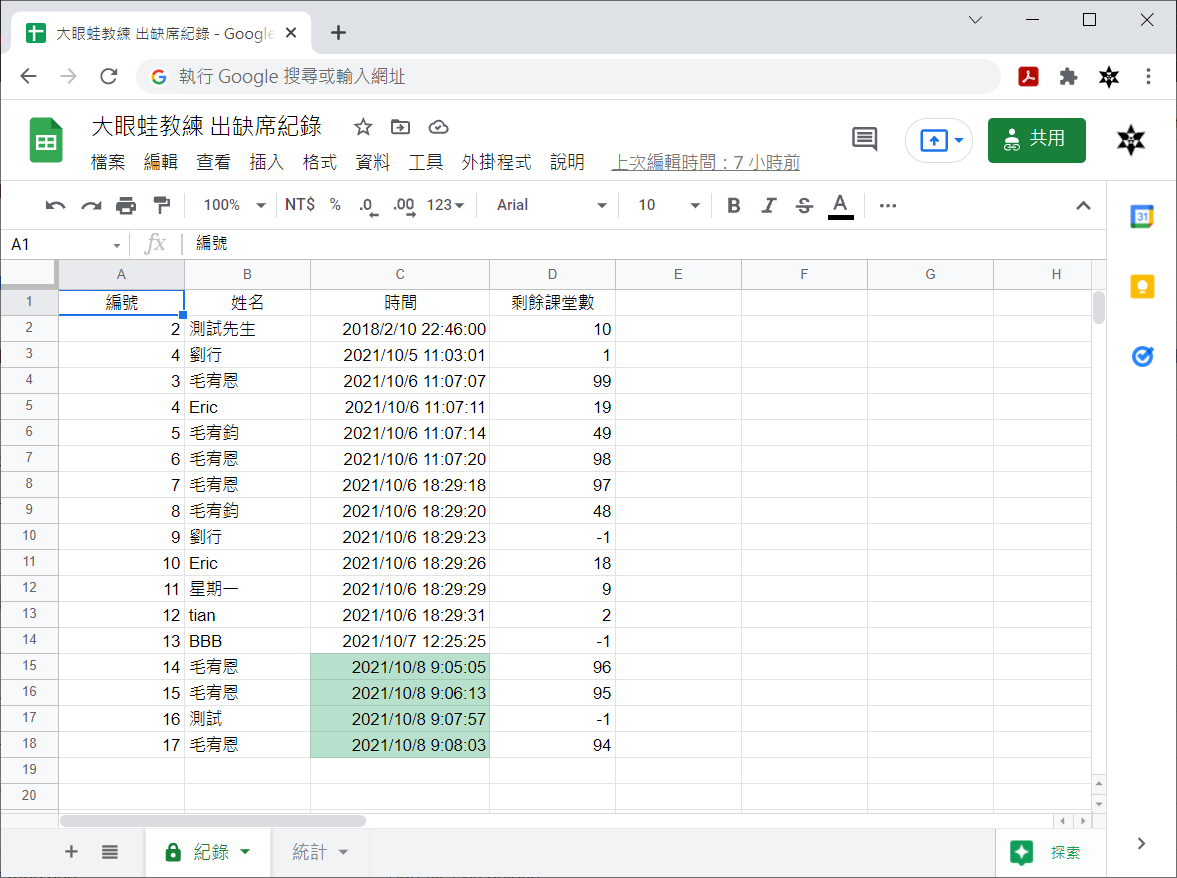 大眼蛙教練 出缺席紀錄 - Google
執行 Google 搜尋或輸入網址
大眼蛙教練 出缺席紀錄
共用
檔案 編輯 查看 插入 格式 資料 工具 外掛程式 說明 上次編輯時間：7 小時前
100% NT$ % .0 .00 123 Arial 10 B I S A
A1 fx 編號
A B C D E F G H
1 編號 姓名 時間 剩餘課堂數
2 2 測試先生 2018/2/10 22:46:00 10
3 4 劉行 2021/10/5 11:03:01 1
4 3 毛宥恩 2021/10/6 11:07:07 99
5 4 Eric 2021/10/6 11:07:11 19
6 5 毛宥鈞 2021/10/6 11:07:14 49
7 6 毛宥恩 2021/10/6 11:07:20 98
8 7 毛宥恩 2021/10/6 18:29:18 97
9 8 毛宥鈞 2021/10/6 18:29:20 48
10 9 劉行 2021/10/6 18:29:23 -1
11 10 Eric 2021/10/6 18:29:26 18
12 11 星期一 2021/10/6 18:29:29 9
13 12 tian 2021/10/6 18:29:31 2
14 13 BBB 2021/10/7 12:25:25 -1
15 14 毛宥恩 2021/10/8 9:05:05 96
16 15 毛宥恩 2021/10/8 9:06:13 95
17 16 測試 2021/10/8 9:07:57 -1
18 17 毛宥恩 2021/10/8 9:08:03 94
19
20
紀錄 統計 探索
31